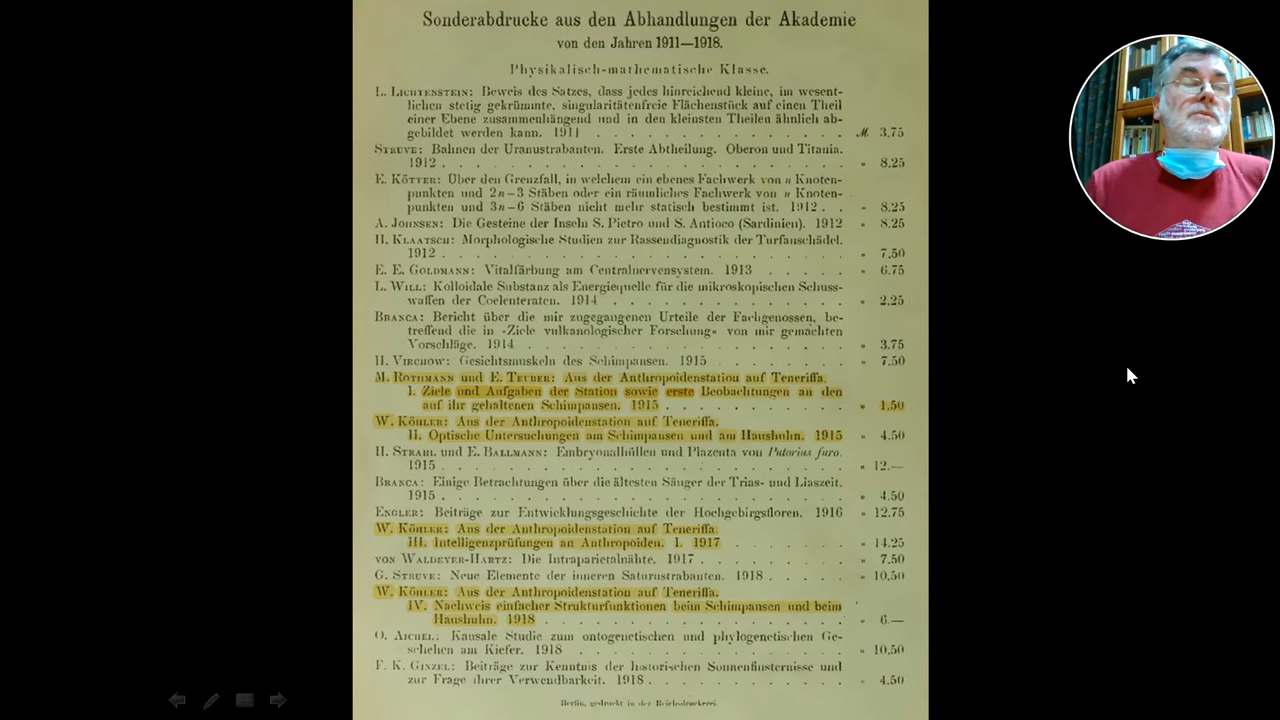 Sonderabdrucke aus den Abhandlungen der Akademie
von den Jahren 1911—1918.
Physikalisch-mathematische Klasse.
L. Lichtenstein: Beweis des Satzes, dass jedes hinreichend kleine, im wesent-
lichen stetig gekrümmte, singularitätenfreie Flächenstück auf einen Theil
einer Ebene zusammenhängend und in den kleinsten Theilen ähnlich ab-
gebildet werden kann. 1911 . . . . . . . . . . . ℳ 3.75
Struve: Bahnen der Uranustrabanten. Erste Abtheilung. Oberon und Titania.
1912 . . . . . . . . . . . . . . . . . . » 8.25
E. Kötter: Über den Grenzfall, in welchem ein ebenes Fachwerk von n Knoten-
punkten und 2n−3 Stäben oder ein räumliches Fachwerk von n Knoten-
punkten und 3n−6 Stäben nicht mehr statisch bestimmt ist. 1912 . . » 8.25
A. Johnsen: Die Gesteine der Inseln S. Pietro und S. Antioco (Sardinien). 1912 » 8.25
H. Klaatsch: Morphologische Studien zur Rassendiagnostik der Turfanschädel.
1912 . . . . . . . . . . . . . . . . . . » 7.50
E. E. Goldmann: Vitalfärbung am Centralnervensystem. 1913 . . . . . » 6.75
L. Will: Kolloidale Substanz als Energiequelle für die mikroskopischen Schuss-
waffen der Coelenteraten. 1914 . . . . . . . . . . . » 2.25
Branca: Bericht über die mir zugegangenen Urteile der Fachgenossen, be-
treffend die in »Ziele vulkanologischer Forschung« von mir gemachten
Vorschläge. 1914 . . . . . . . . . . . . . . » 3.75
H. Virchow: Gesichtsmuskeln des Schimpansen. 1915 . . . . . . » 7.50
M. Rothmann und E. Teuber: Aus der Anthropoidenstation auf Teneriffa.
I. Ziele und Aufgaben der Station sowie erste Beobachtungen an den
auf ihr gehaltenen Schimpansen. 1915 . . . . . . . . . » 1.50
W. Köhler: Aus der Anthropoidenstation auf Teneriffa.
II. Optische Untersuchungen am Schimpansen und am Haushuhn. 1915 » 4.50
H. Strahl und E. Ballmann: Embryonalhüllen und Plazenta von Putorius furo.
1915 . . . . . . . . . . . . . . . . . . » 12.—
Branca: Einige Betrachtungen über die ältesten Säuger der Trias- und Liaszeit.
1915 . . . . . . . . . . . . . . . . . . » 4.50
Engler: Beiträge zur Entwicklungsgeschichte der Hochgebirgsfloren. 1916 » 12.75
W. Köhler: Aus der Anthropoidenstation auf Teneriffa.
III. Intelligenzprüfungen an Anthropoiden. I. 1917 . . . . . . » 14.25
von Waldeyer-Hartz: Die Intraparietalnähte. 1917 . . . . . . . » 7.50
G. Struve: Neue Elemente der inneren Saturnstrabanten. 1918 . . . . » 10.50
W. Köhler: Aus der Anthropoidenstation auf Teneriffa.
IV. Nachweis einfacher Strukturfunktionen beim Schimpansen und beim
Haushuhn. 1918 . . . . . . . . . . . . . . » 6.—
O. Aichel: Kausale Studie zum ontogenetischen und phylogenetischen Ge-
schehen am Kiefer. 1918 . . . . . . . . . . . . » 10.50
F. K. Ginzel: Beiträge zur Kenntnis der historischen Sonnenfinsternisse und
zur Frage ihrer Verwendbarkeit. 1918 . . . . . . . . . . » 4.50
Berlin, gedruckt in der Reichsdruckerei.